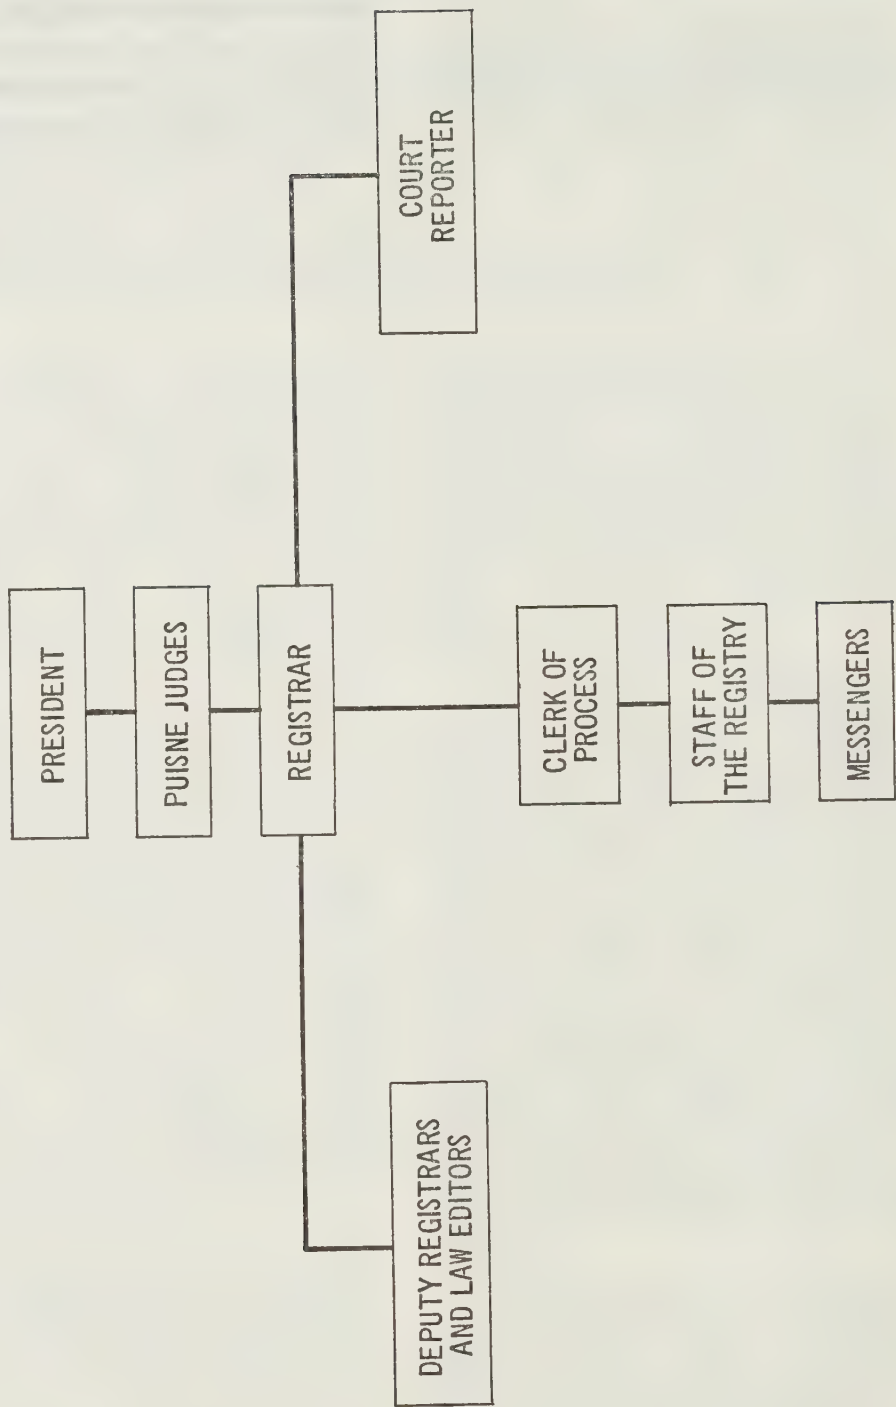 PRESIDENT
PUISNE JUDGES
REGISTRAR
DEPUTY REGISTRARS
AND LAW EDITORS
COURT
REPORTER
CLERK OF
PROCESS
STAFF OF
THE REGISTRY
MESSENGERS